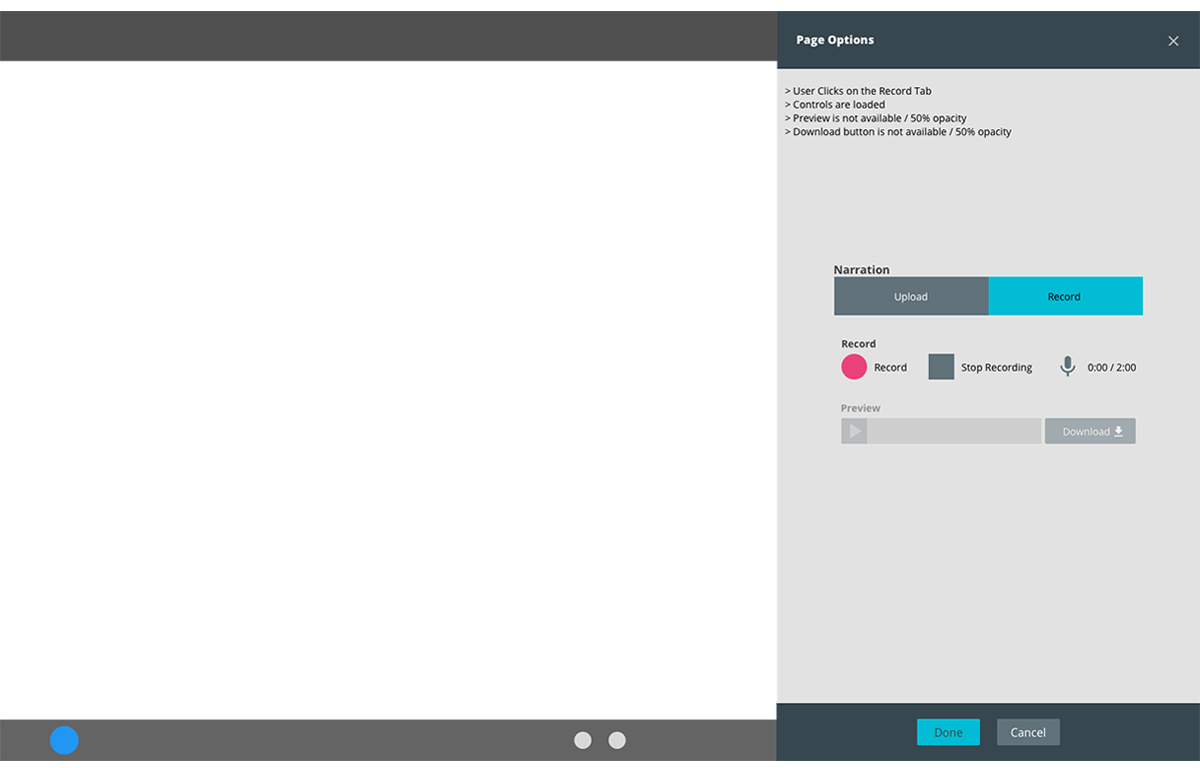 Page Options
> User Clicks on the Record Tab
> Controls are loaded
> Preview is not available / 50% opacity
> Download button is not available / 50% opacity
Narration
Upload Record
Record
Record Stop Recording 0:00 / 2:00
Preview
Download
Done Cancel